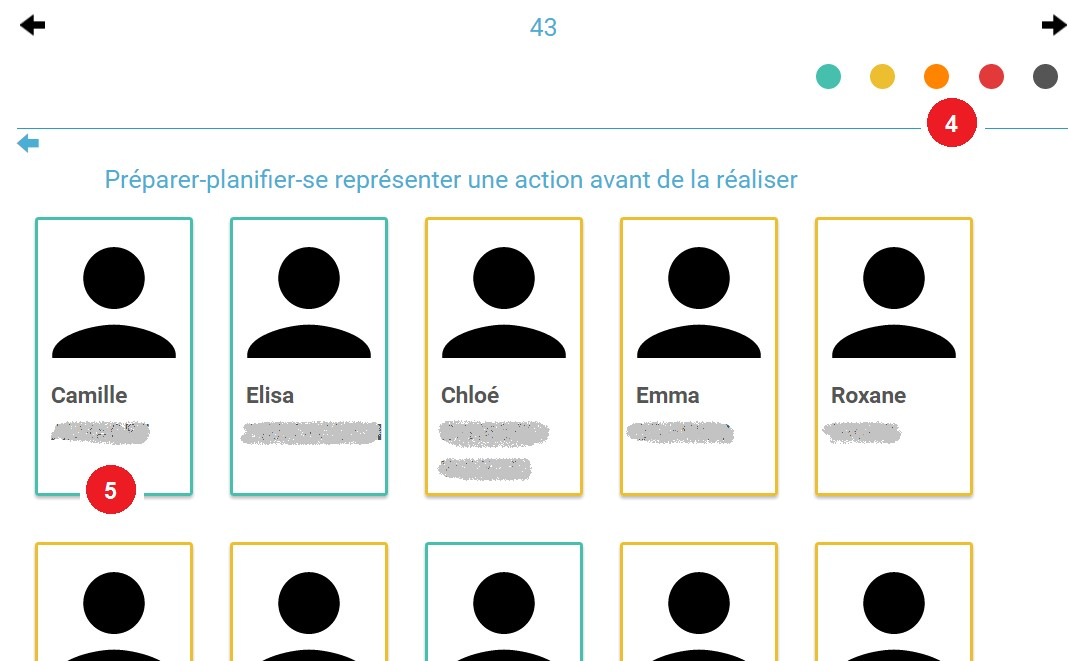 43
4
Préparer-planifier-se représenter une action avant de la réaliser
Camille
Elisa
Chloé
Emma
Roxane
5